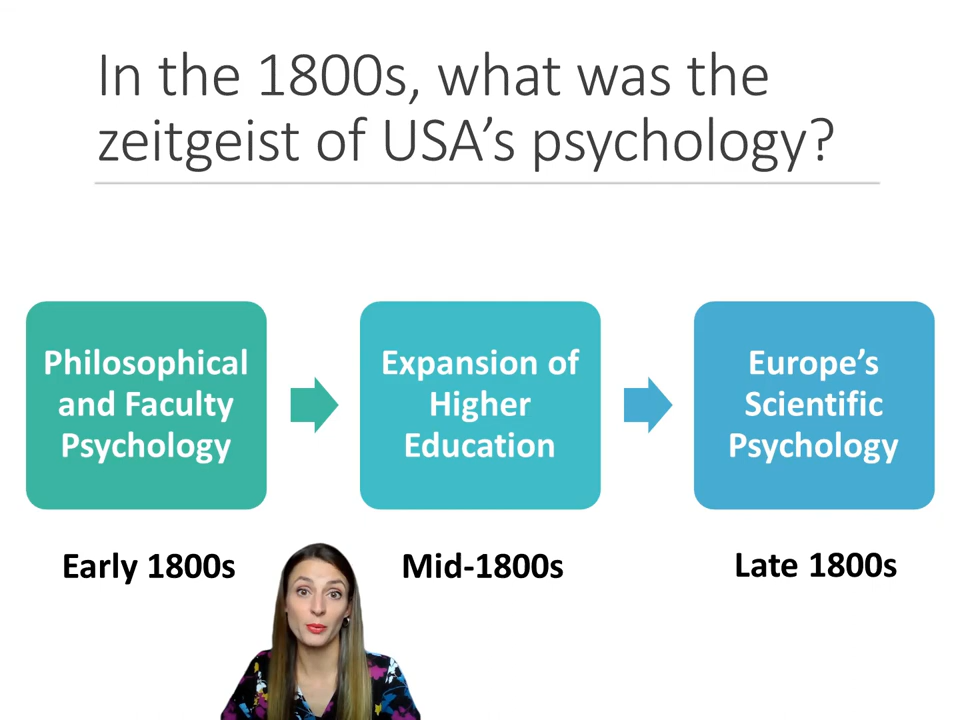 In the 1800s, what was the
zeitgeist of USA’s psychology?
Philosophical
and Faculty
Psychology
Expansion of
Higher
Education
Europe’s
Scientific
Psychology
Early 1800s
Mid-1800s
Late 1800s